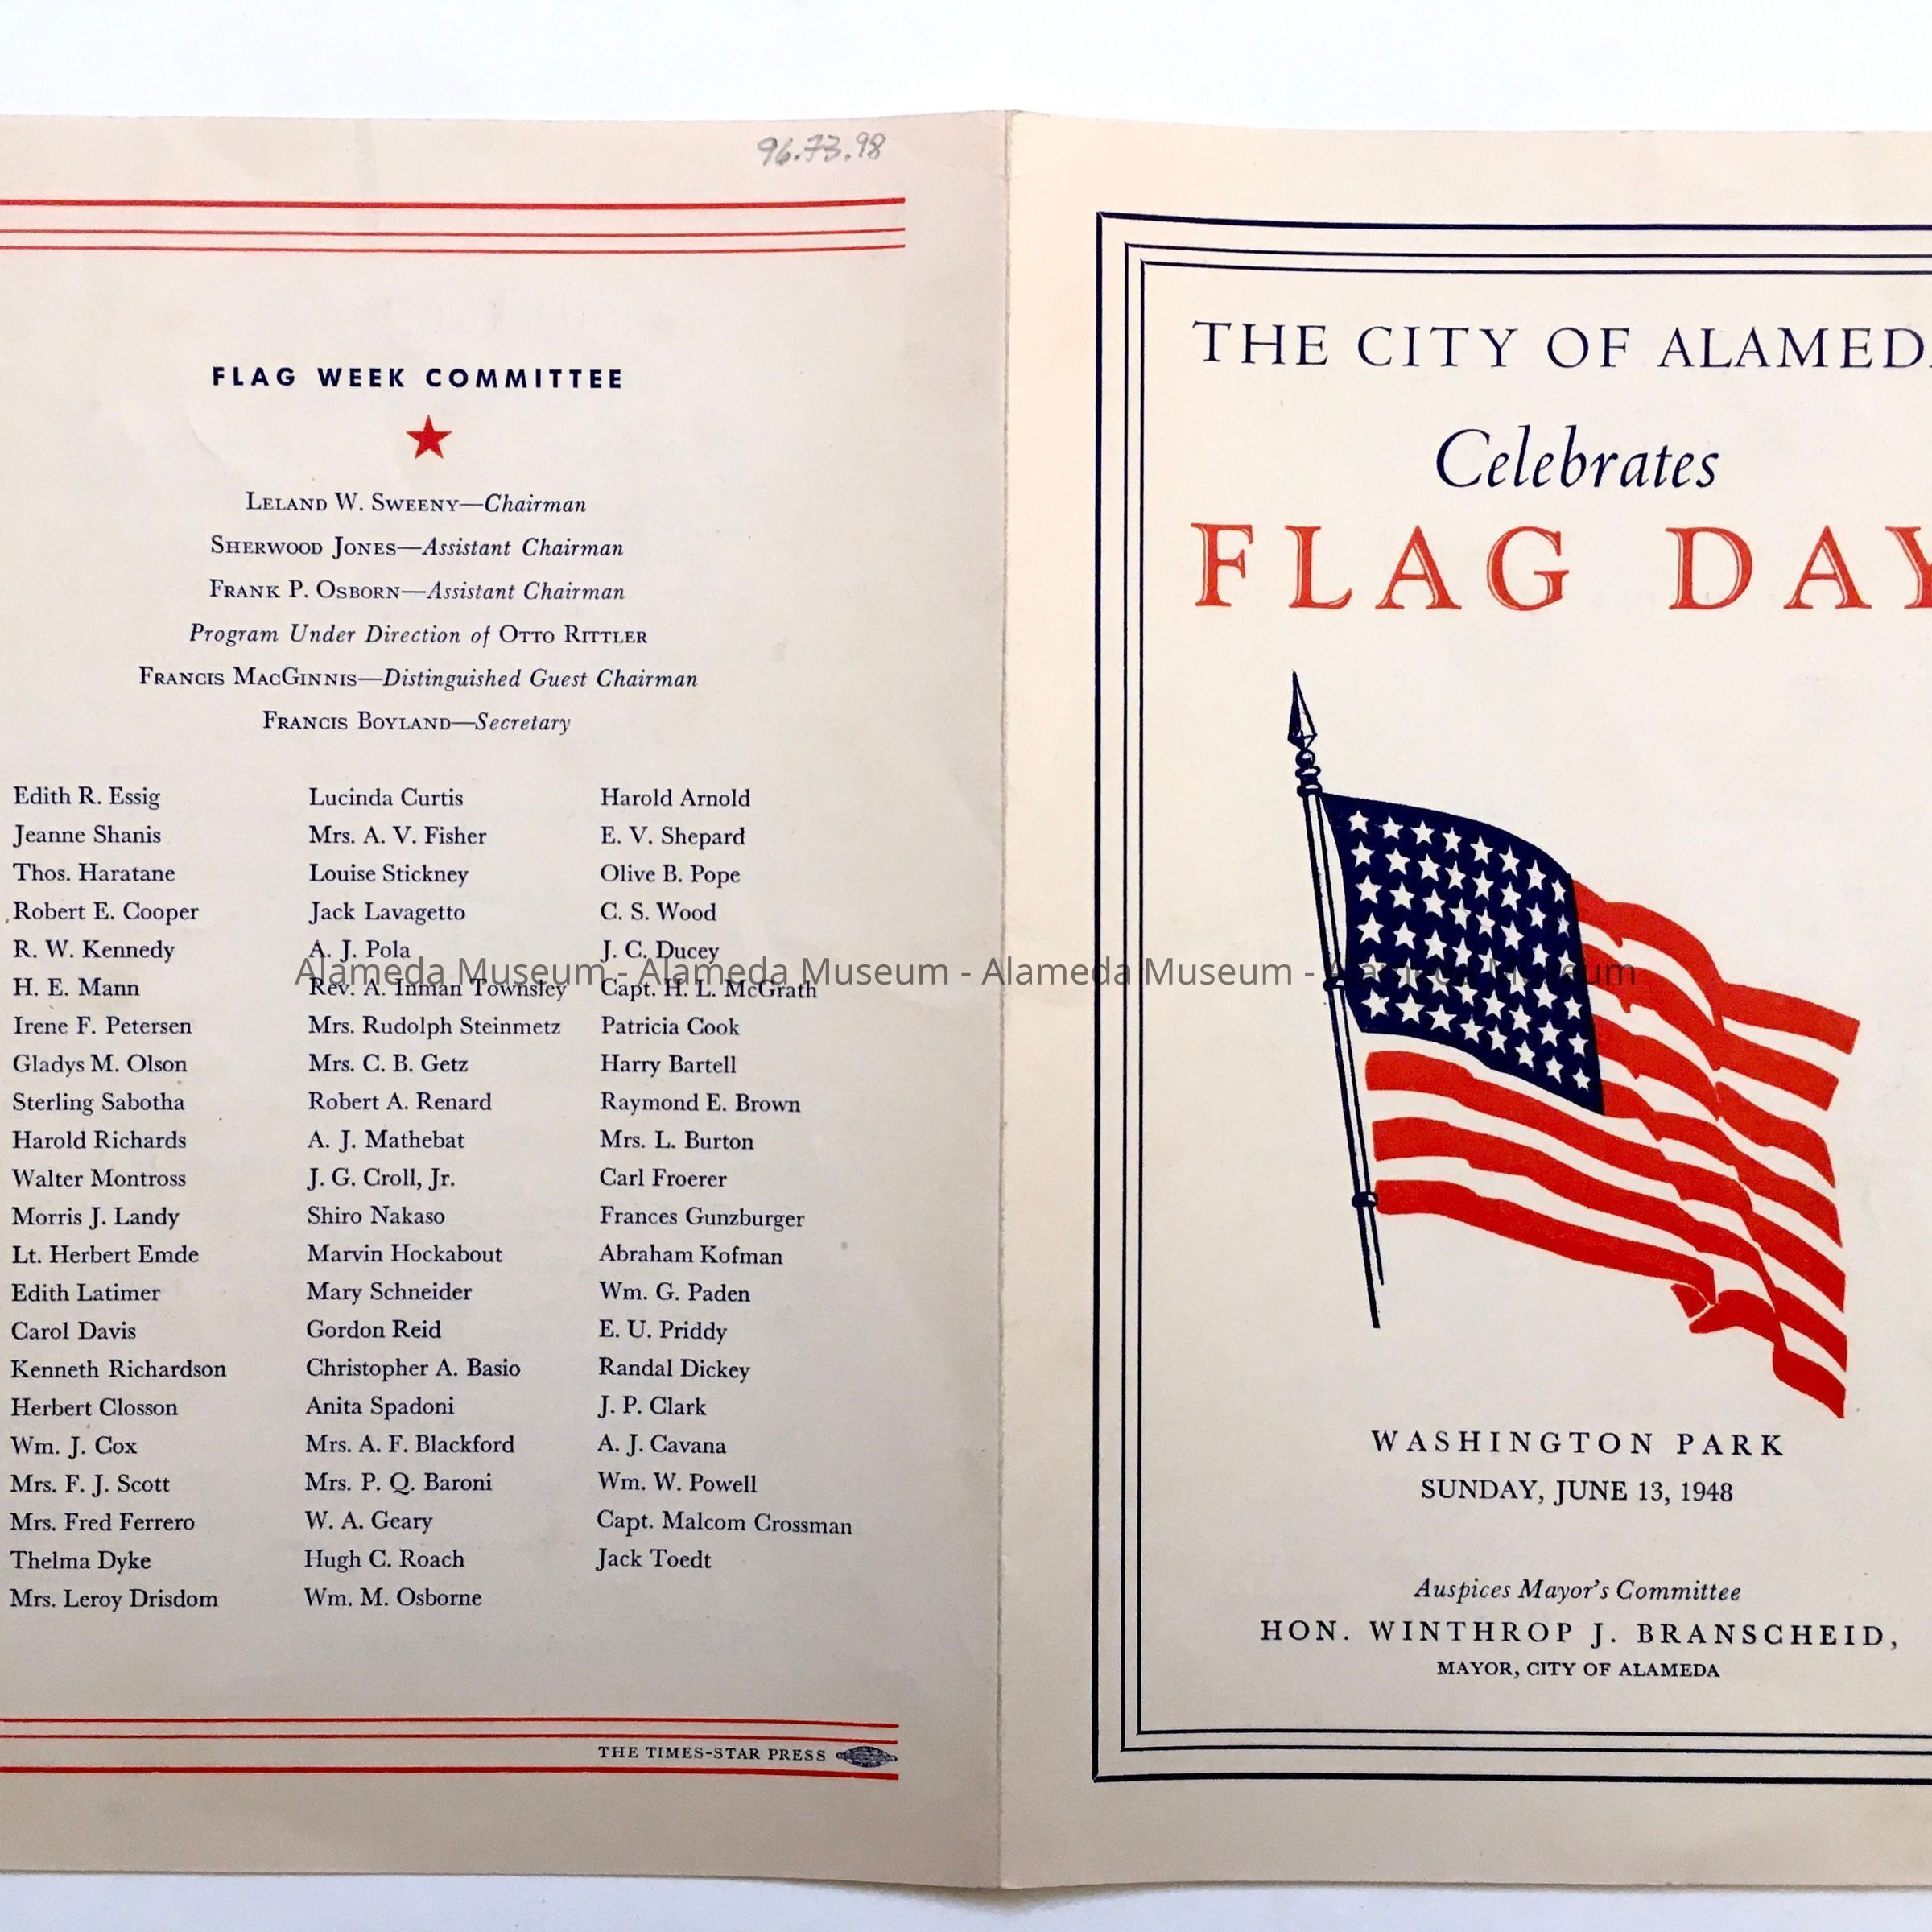 96.73.98
FLAG WEEK COMMITTEE
LELAND W. SWEENY—Chairman
SHERWOOD JONES—Assistant Chairman
FRANK P. OSBORN—Assistant Chairman
Program Under Direction of OTTO RITTLER
FRANCIS MACGINNIS—Distinguished Guest Chairman
FRANCIS BOYLAND—Secretary
Edith R. Essig
Jeanne Shanis
Thos. Haratane
Robert E. Cooper
R. W. Kennedy
H. E. Mann
Irene F. Petersen
Gladys M. Olson
Sterling Sabotha
Harold Richards
Walter Montross
Morris J. Landy
Lt. Herbert Emde
Edith Latimer
Carol Davis
Kenneth Richardson
Herbert Closson
Wm. J. Cox
Mrs. F. J. Scott
Mrs. Fred Ferrero
Thelma Dyke
Mrs. Leroy Drisdom
Lucinda Curtis
Mrs. A. V. Fisher
Louise Stickney
Jack Lavagetto
A. J. Pola
Rev. A. Inman Townsley
Mrs. Rudolph Steinmetz
Mrs. C. B. Getz
Robert A. Renard
A. J. Mathebat
J. G. Croll, Jr.
Shiro Nakaso
Marvin Hockabout
Mary Schneider
Gordon Reid
Christopher A. Basio
Anita Spadoni
Mrs. A. F. Blackford
Mrs. P. Q. Baroni
W. A. Geary
Hugh C. Roach
Wm. M. Osborne
Harold Arnold
E. V. Shepard
Olive B. Pope
C. S. Wood
J. C. Ducey
Capt. H. L. McGrath
Patricia Cook
Harry Bartell
Raymond E. Brown
Mrs. L. Burton
Carl Froerer
Frances Gunzburger
Abraham Kofman
Wm. G. Paden
E. U. Priddy
Randal Dickey
J. P. Clark
A. J. Cavana
Wm. W. Powell
Capt. Malcom Crossman
Jack Toedt
THE TIMES-STAR PRESS
THE CITY OF ALAMED
Celebrates
FLAG DAY
WASHINGTON PARK
SUNDAY, JUNE 13, 1948
Auspices Mayor's Committee
HON. WINTHROP J. BRANSCHEID,
MAYOR, CITY OF ALAMEDA
Alameda Museum - Alameda Museum - Alameda Museum - Alameda Museum